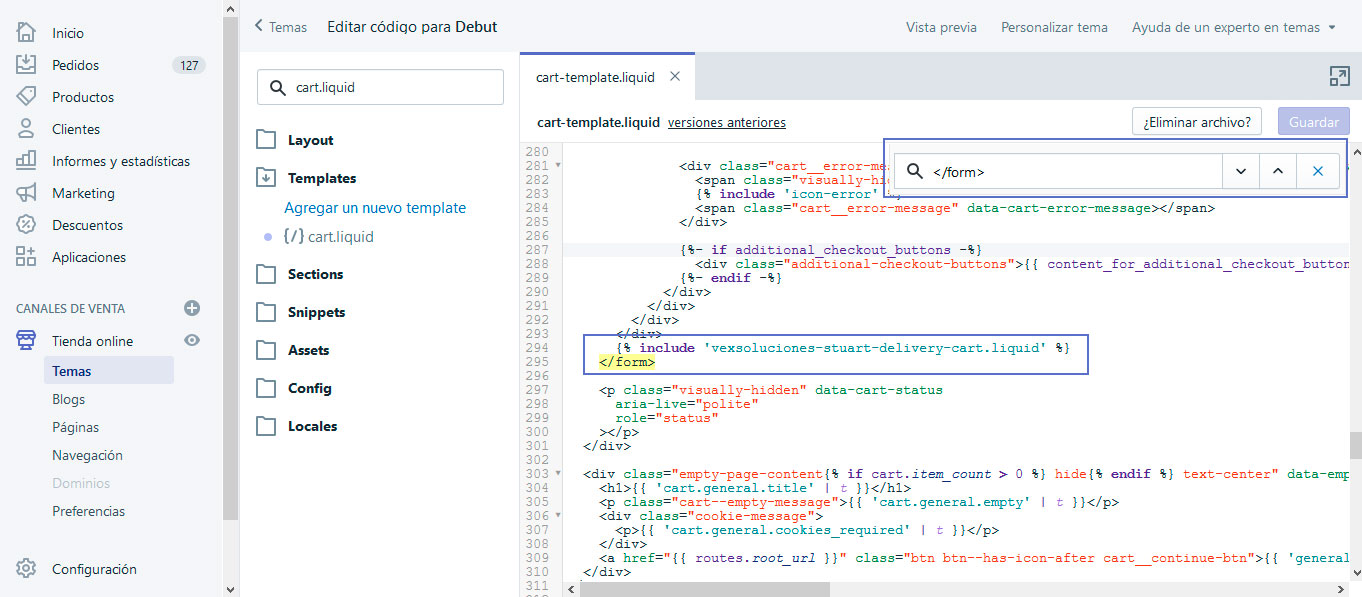 Inicio
Pedidos 127
Productos
Clientes
Informes y estadísticas
Marketing
Descuentos
Aplicaciones
CANALES DE VENTA
Tienda online
Temas
Blogs
Páginas
Navegación
Dominios
Preferencias
Configuración
Temas Editar código para Debut
Vista previa Personalizar tema Ayuda de un experto en temas
cart.liquid
Layout
Templates
Agregar un nuevo template
{/} cart.liquid
Sections
Snippets
Assets
Config
Locales
cart-template.liquid
cart-template.liquid versiones anteriores ¿Eliminar archivo? Guardar
</form>
280
281 <div class="cart__error-me
282 <span class="visually-hi
283 {% include 'icon-error'
284 <span class="cart__error-message" data-cart-error-message></span>
285 </div>
286
287 {%- if additional_checkout_buttons -%}
288 <div class="additional-checkout-buttons">{{ content_for_additional_checkout_button
289 {%- endif -%}
290 </div>
291 </div>
292 </div>
293 </div>
294 {% include 'vexsoluciones-stuart-delivery-cart.liquid' %}
295 </form>
296
297 <p class="visually-hidden" data-cart-status
298 aria-live="polite"
299 role="status"
300 ></p>
301 </div>
302
303 <div class="empty-page-content{% if cart.item_count > 0 %} hide{% endif %} text-center" data-emp
304 <h1>{{ 'cart.general.title' | t }}</h1>
305 <p class="cart--empty-message">{{ 'cart.general.empty' | t }}</p>
306 <div class="cookie-message">
307 <p>{{ 'cart.general.cookies_required' | t }}</p>
308 </div>
309 <a href="{{ routes.root_url }}" class="btn btn--has-icon-after cart__continue-btn">{{ 'general
310 </div>
311